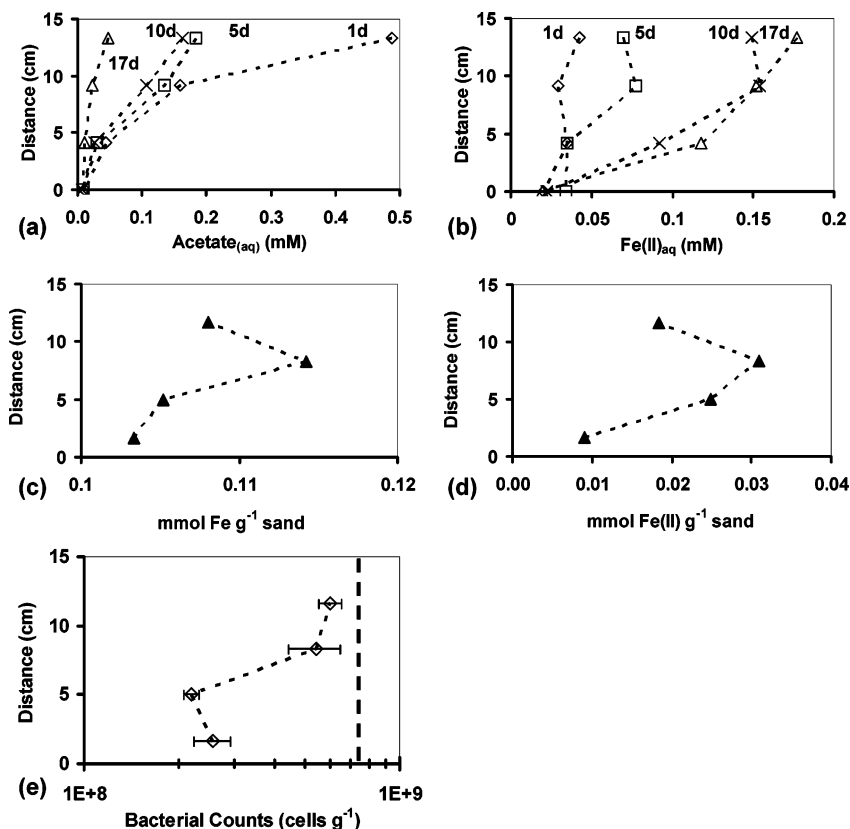 15
10
5
0
Distance (cm)
17d
10d
5d
1d
0.0
0.1
0.2
0.3
0.4
0.5
Acetate(aq) (mM)
(a)
15
10
5
0
Distance (cm)
1d
5d
10d
17d
0
0.05
0.1
0.15
0.2
Fe(II)aq (mM)
(b)
15
10
5
0
Distance (cm)
0.1
0.11
0.12
mmol Fe g-1 sand
(c)
15
10
5
0
Distance (cm)
0.00
0.01
0.02
0.03
0.04
mmol Fe(II) g-1 sand
(d)
15
10
5
0
Distance (cm)
1E+8
1E+9
Bacterial Counts (cells g-1)
(e)